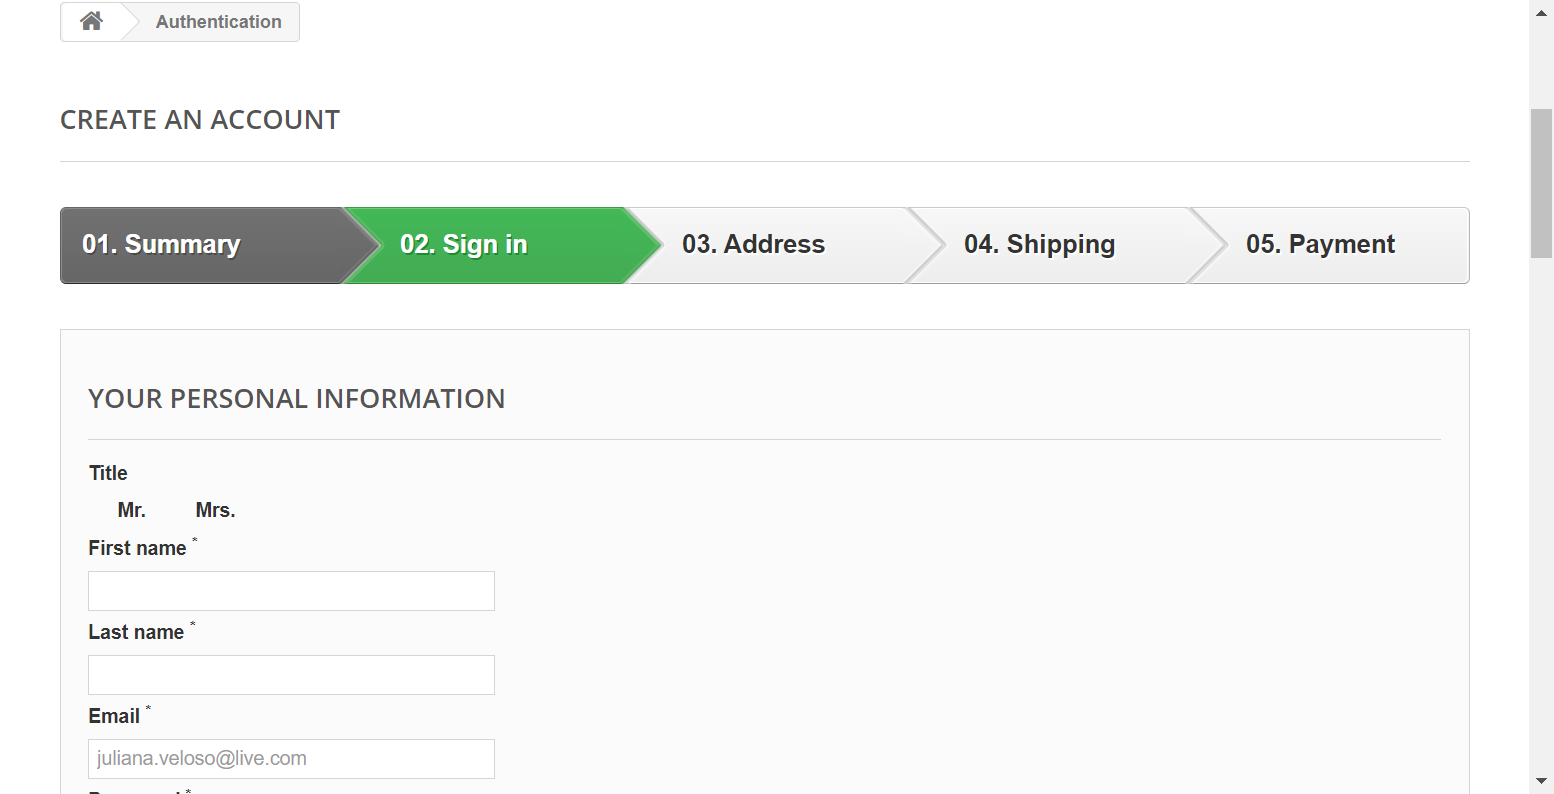 Authentication
CREATE AN ACCOUNT
01. Summary 02. Sign in 03. Address 04. Shipping 05. Payment
YOUR PERSONAL INFORMATION
Title
Mr. Mrs.
First name *
Last name *
Email *
juliana.veloso@live.com